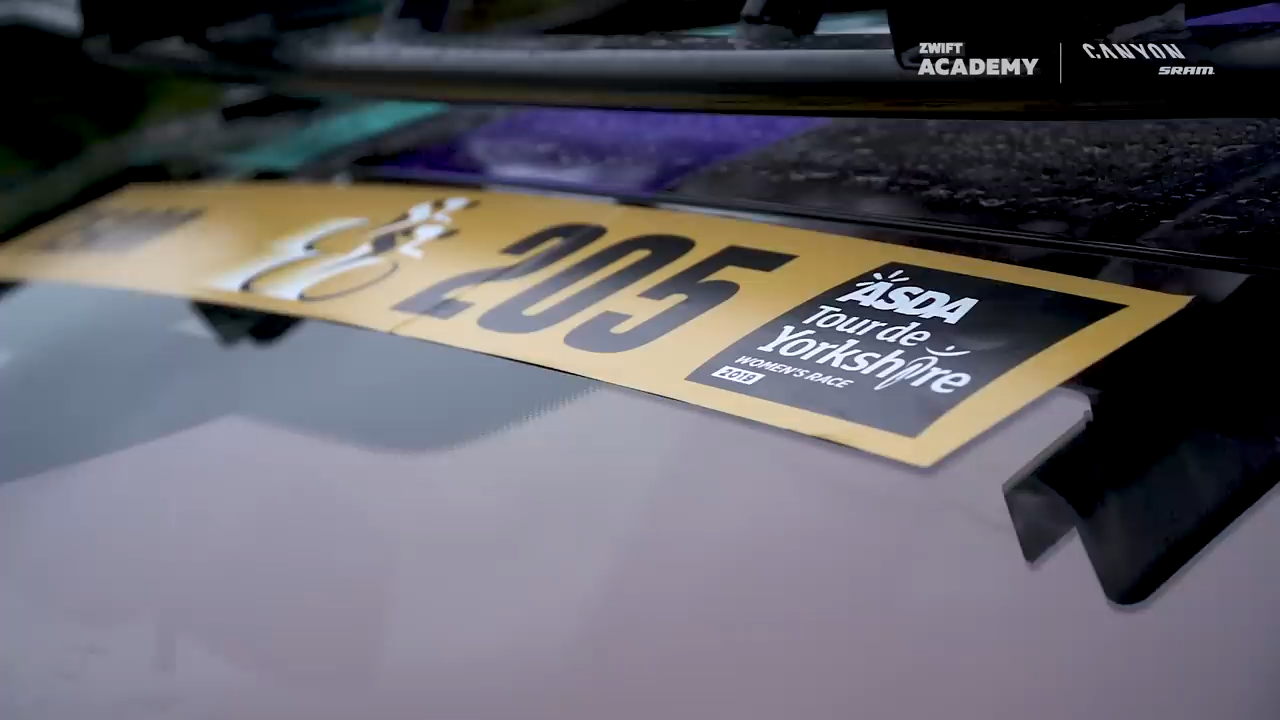 ZWIFT
ACADEMY
CANYON
SRAM
205
ASDA
Tour de
Yorkshire
WOMEN'S RACE
2019